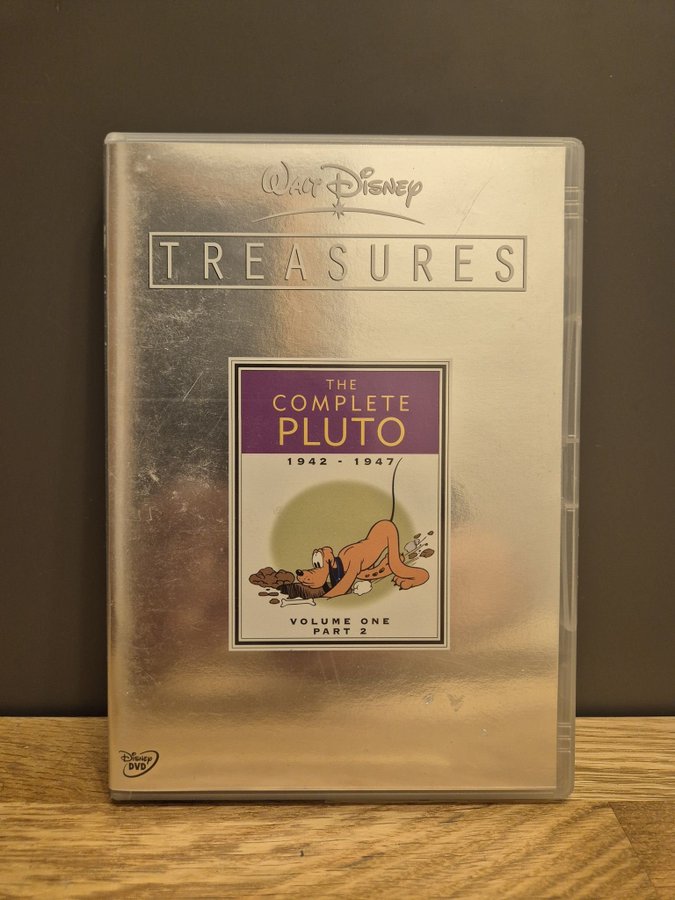 WALT DISNEY
TREASURES
THE
COMPLETE
PLUTO
1942 - 1947
VOLUME ONE
PART 2
Disney
DVD